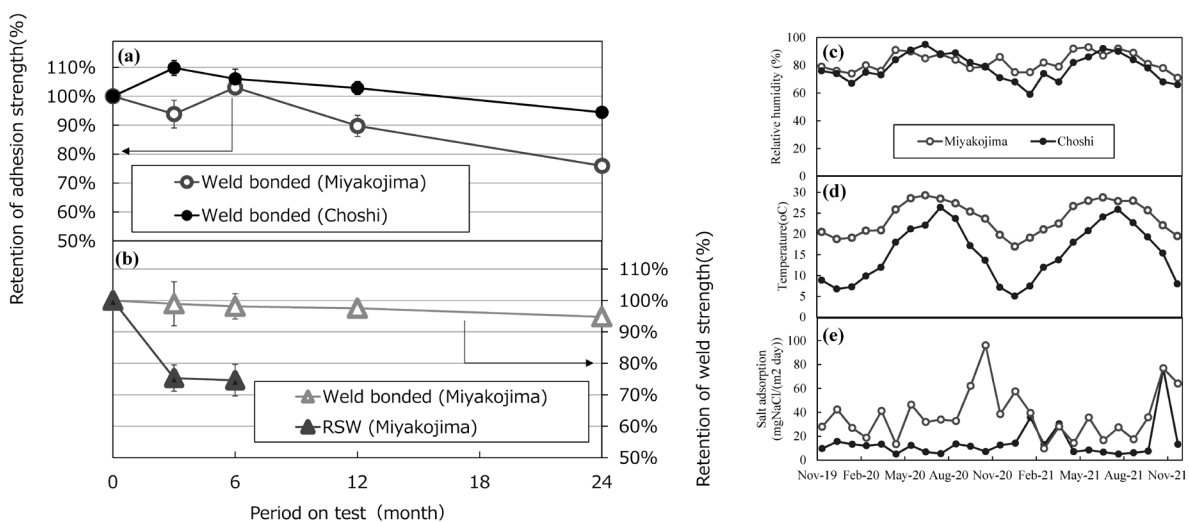 Retention of adhesion strength(%)
(a)
110%
100%
90%
80%
70%
60%
50%
Weld bonded (Miyakojima)
Weld bonded (Choshi)
(b)
110%
100%
90%
80%
70%
60%
50%
Retention of weld strength(%)
Weld bonded (Miyakojima)
RSW (Miyakojima)
0
6
12
18
24
Period on test (month)
(c)
Relative humidity (%)
100
80
60
40
20
0
Miyakojima
Choshi
(d)
Temperature(oC)
30
25
20
15
10
5
0
(e)
Salt adsorption
(mgNaCl/(m2 day))
100
80
60
40
20
0
Nov-19
Feb-20
May-20
Aug-20
Nov-20
Feb-21
May-21
Aug-21
Nov-21